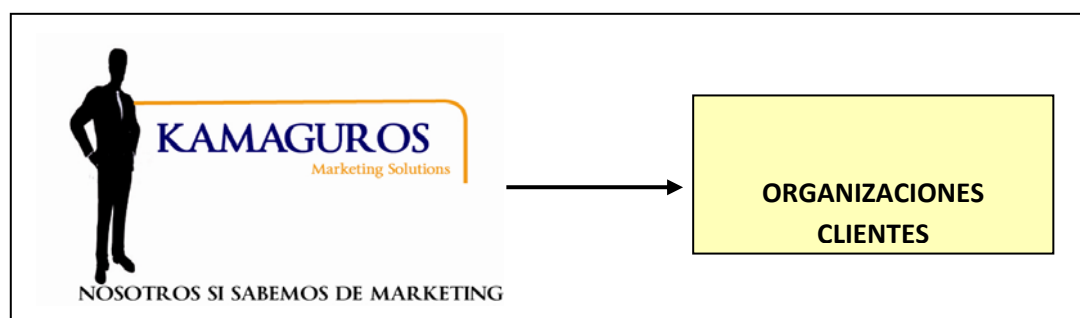 KAMAGUROS
Marketing Solutions
NOSOTROS SI SABEMOS DE MARKETING
ORGANIZACIONES
CLIENTES